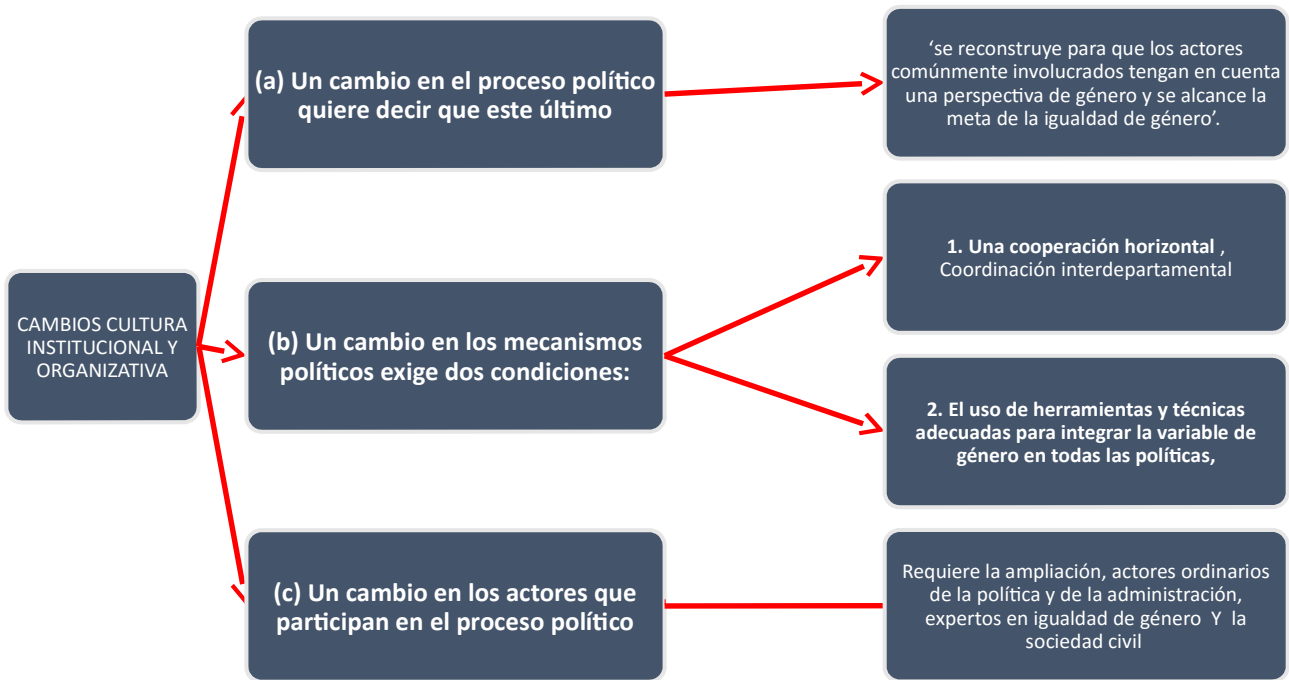 CAMBIOS CULTURA
INSTITUCIONAL Y
ORGANIZATIVA
(a) Un cambio en el proceso político
quiere decir que este último
‘se reconstruye para que los actores
comúnmente involucrados tengan en cuenta
una perspectiva de género y se alcance la
meta de la igualdad de género’.
(b) Un cambio en los mecanismos
políticos exige dos condiciones:
1. Una cooperación horizontal ,
Coordinación interdepartamental
2. El uso de herramientas y técnicas
adecuadas para integrar la variable de
género en todas las políticas,
(c) Un cambio en los actores que
participan en el proceso político
Requiere la ampliación, actores ordinarios
de la política y de la administración,
expertos en igualdad de género Y la
sociedad civil